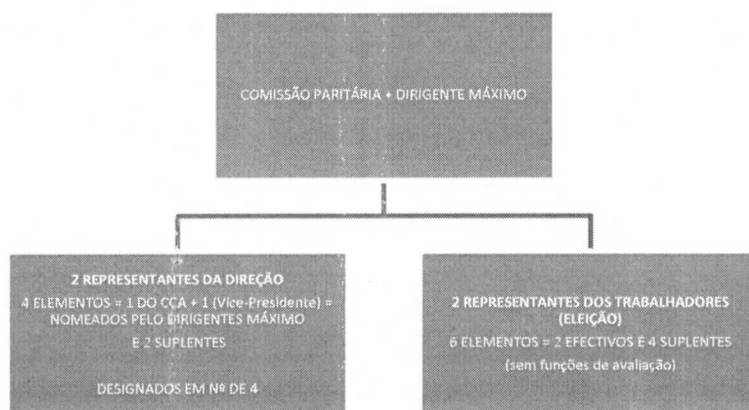 COMISSÃO PARITÁRIA + DIRIGENTE MÁXIMO
2 REPRESENTANTES DA DIREÇÃO
4 ELEMENTOS = 1 DO CCA + 1 (Vice-Presidente) =
NOMEADOS PELO DIRIGENTES MÁXIMO
E 2 SUPLENTES
DESIGNADOS EM Nº DE 4
2 REPRESENTANTES DOS TRABALHADORES
(ELEIÇÃO)
6 ELEMENTOS = 2 EFECTIVOS E 4 SUPLENTES
(sem funções de avaliação)